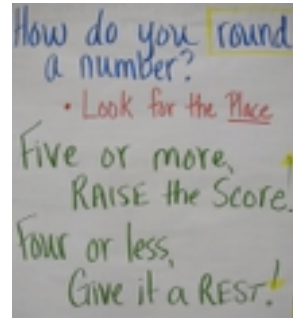 How do you round
a number?
• Look for the Place
Five or more,
RAISE the Score!
Four or less,
Give it a REST!